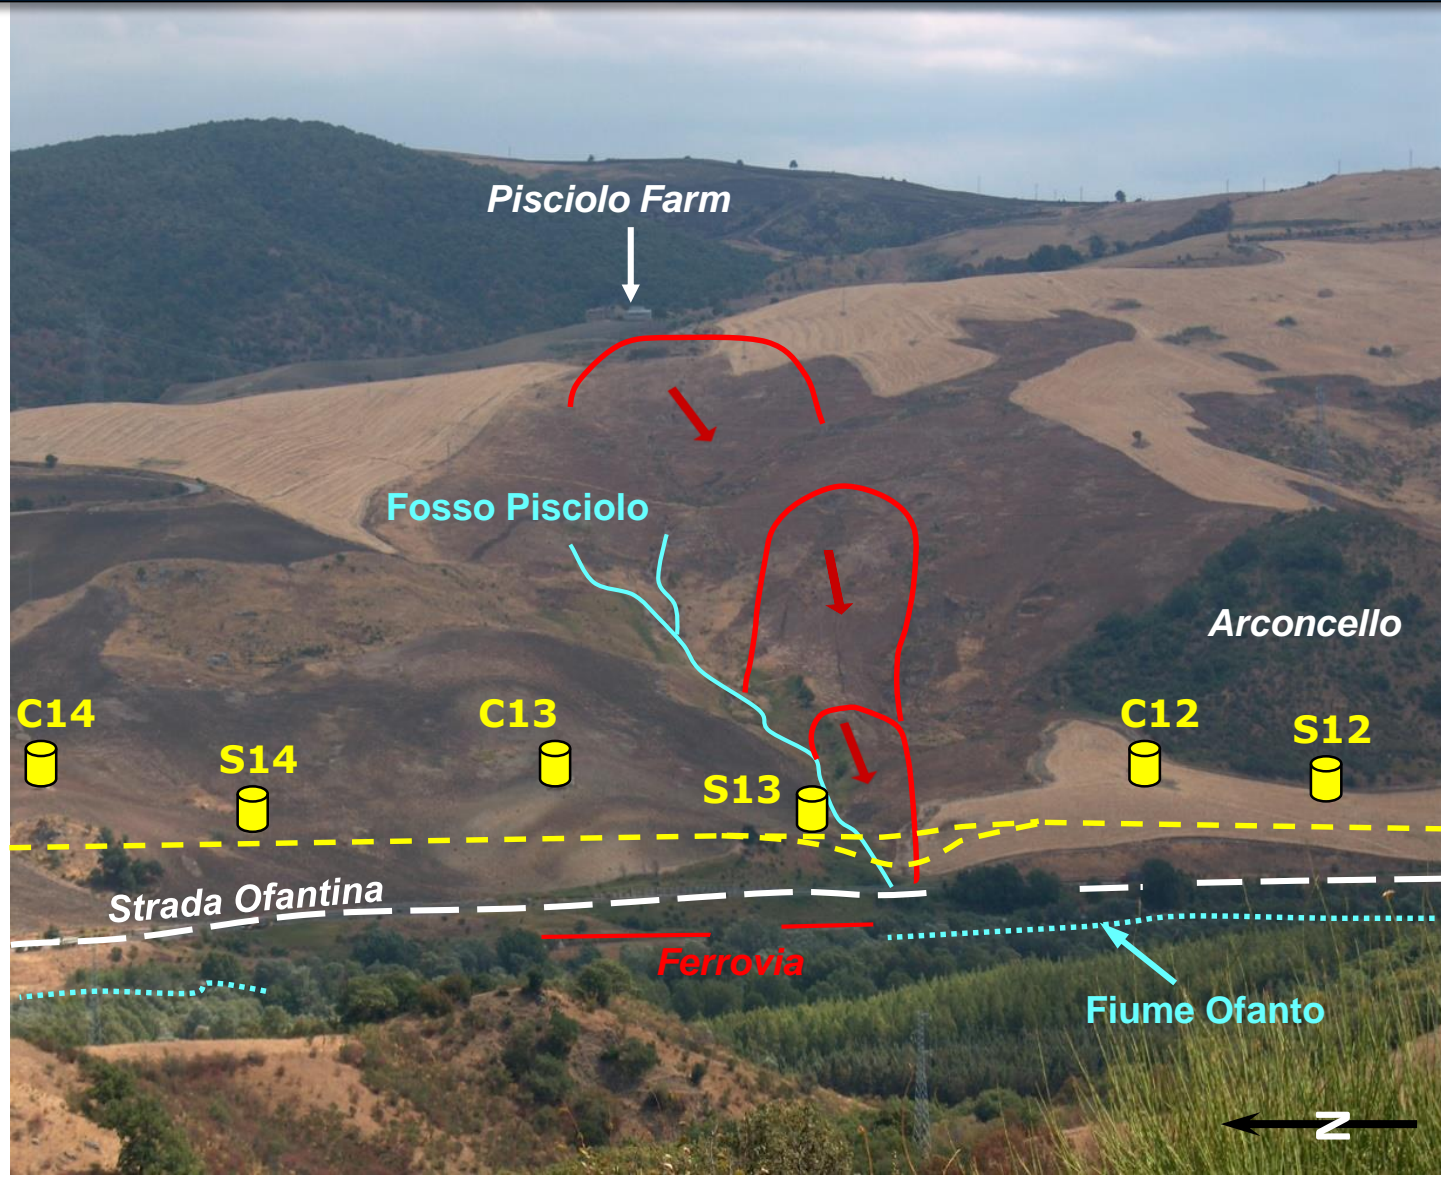 Pisciolo Farm
Fosso Pisciolo
Arconcello
C14
C13
C12
S14
S13
S12
Strada Ofantina
Ferrovia
Fiume Ofanto
N